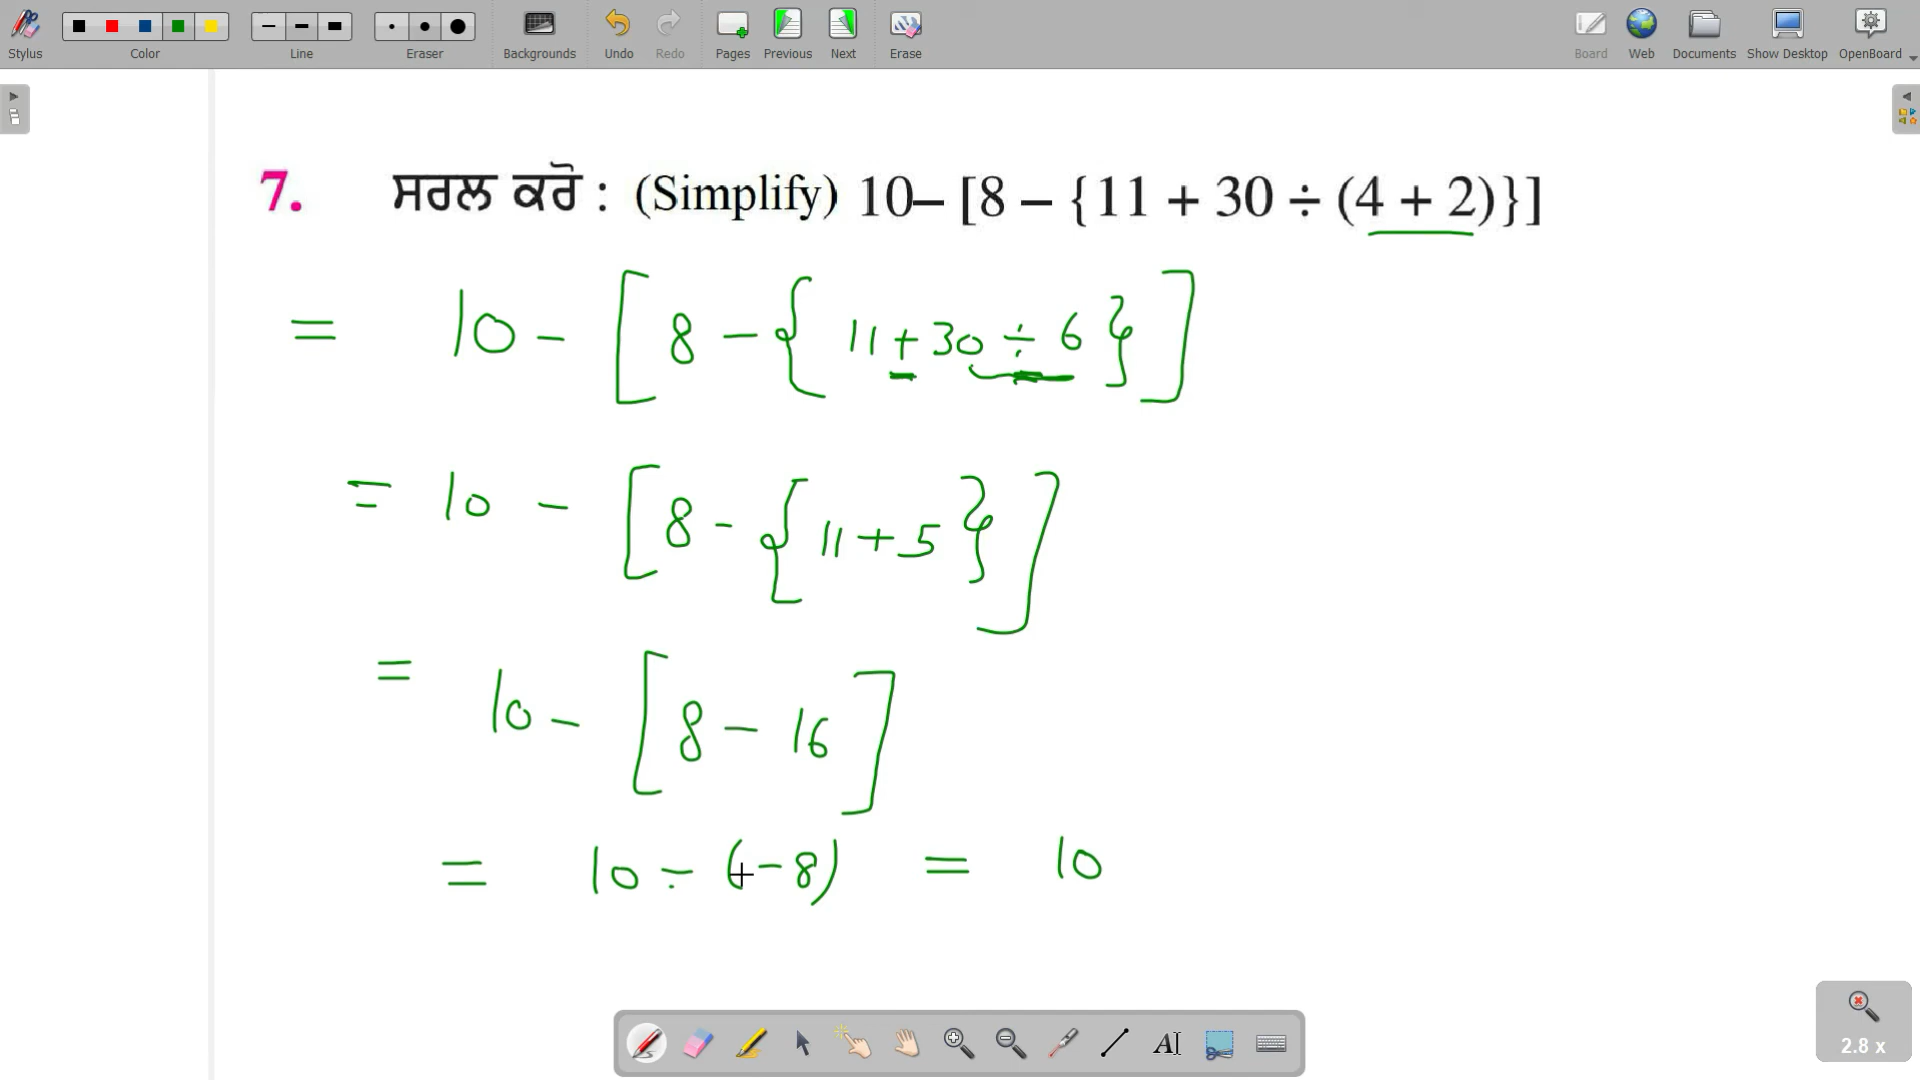 Stylus Color Line Eraser Backgrounds Undo Redo Pages Previous Next Erase Board Web Documents Show Desktop OpenBoard
7. ਸਰਲ ਕਰੋ : (Simplify) 10– [8 – {11 + 30 ÷ (4 + 2)}]
= 10 - [8 - {11 + 30 ÷ 6}]
= 10 - [8 - {11 + 5}]
= 10 - [8 - 16]
= 10 - (-8) = 10
AI
2.8 x